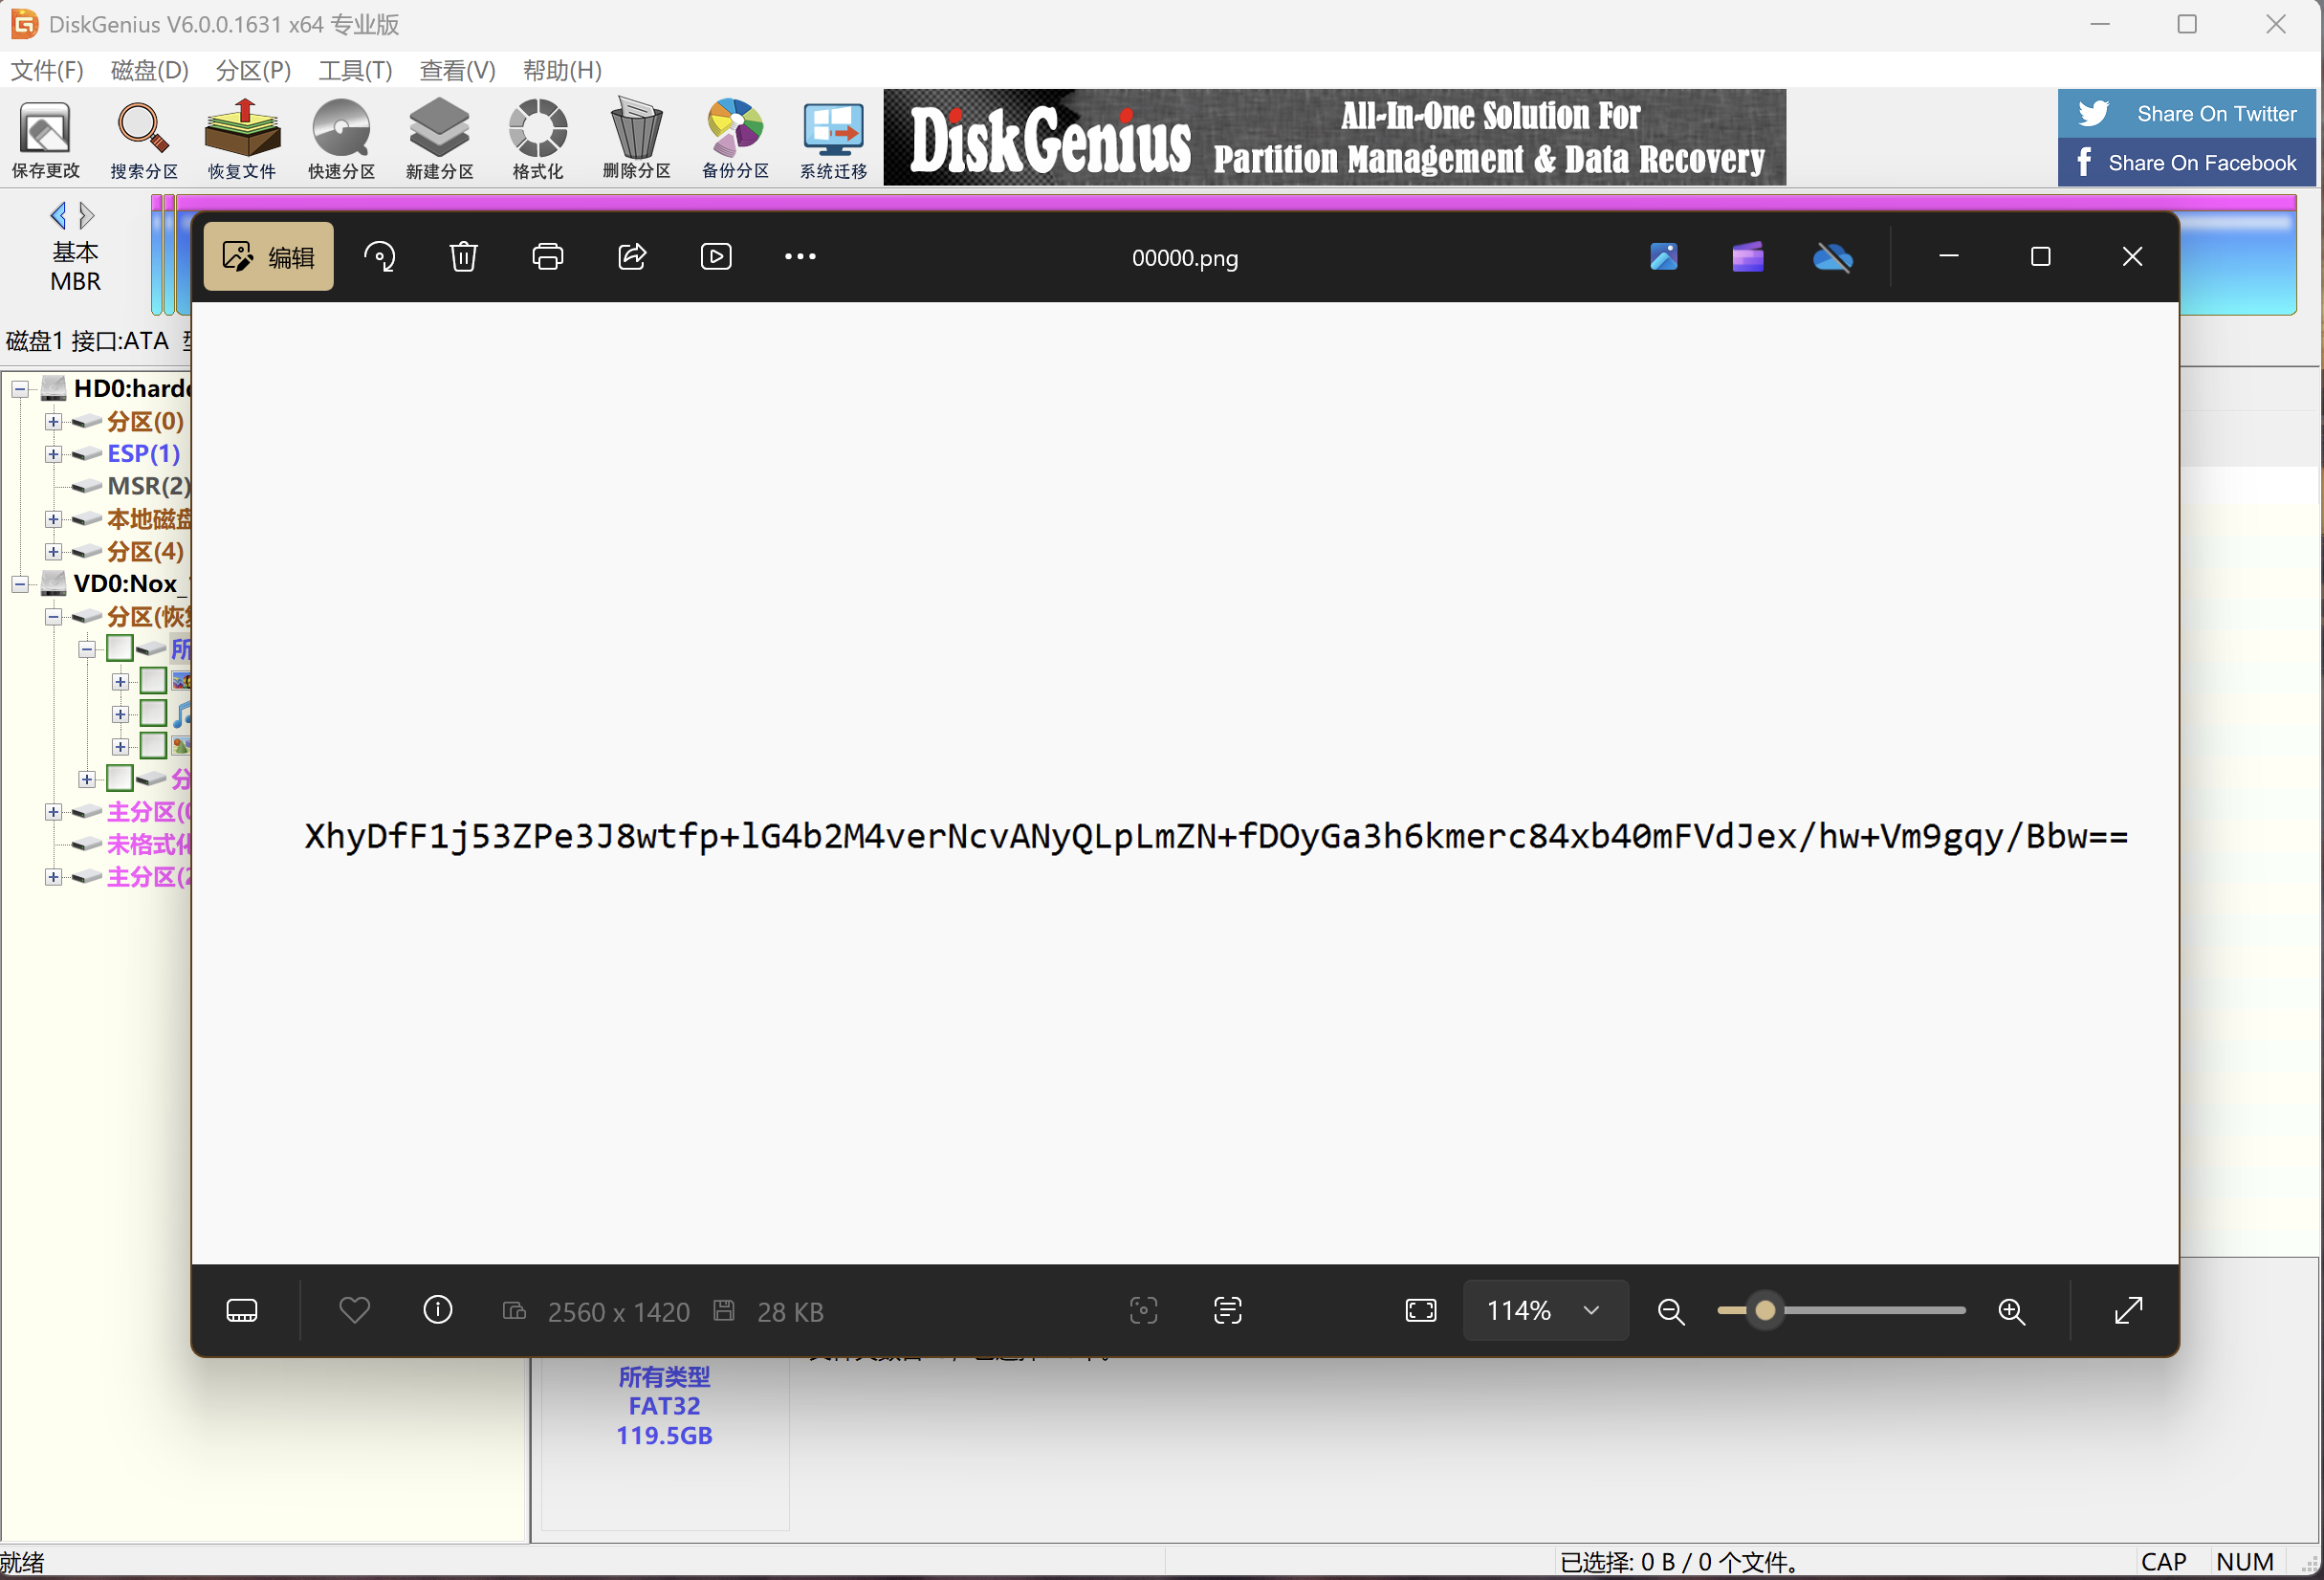 DiskGenius V6.0.0.1631 x64 专业版
文件(F) 磁盘(D) 分区(P) 工具(T) 查看(V) 帮助(H)
保存更改 搜索分区 恢复文件 快速分区 新建分区 格式化 删除分区 备份分区 系统迁移
DiskGenius
All-In-One Solution For
Partition Management & Data Recovery
Share On Twitter
Share On Facebook
基本
MBR
磁盘1 接口:ATA
编辑
00000.png
HD0:harde
分区(0)
ESP(1)
MSR(2)
本地磁盘
分区(4)
VD0:Nox_
分区(恢复
所
分
主分区(0
未格式化
主分区(2
XhyDfF1j53ZPe3J8wtfp+lG4b2M4verNcvANyQLpLmZN+fDOyGa3h6kmerc84xb40mFVdJex/hw+Vm9gqy/Bbw==
2560 x 1420 28 KB
114%
所有类型
FAT32
119.5GB
就绪
已选择: 0 B / 0 个文件。
CAP NUM